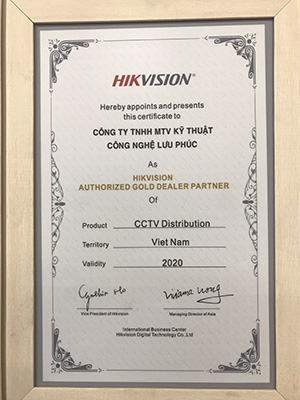 HIKVISION®
Hereby appoints and presents
this certificate to
CÔNG TY TNHH MTV KỸ THUẬT
CÔNG NGHỆ LƯU PHÚC
As
HIKVISION
AUTHORIZED GOLD DEALER PARTNER
Of
Product CCTV Distribution
Territory Viet Nam
Validity 2020
Vice President of Hikvision Managing Director of Asia
International Business Center
Hikvision Digital Technology Co.,Ltd